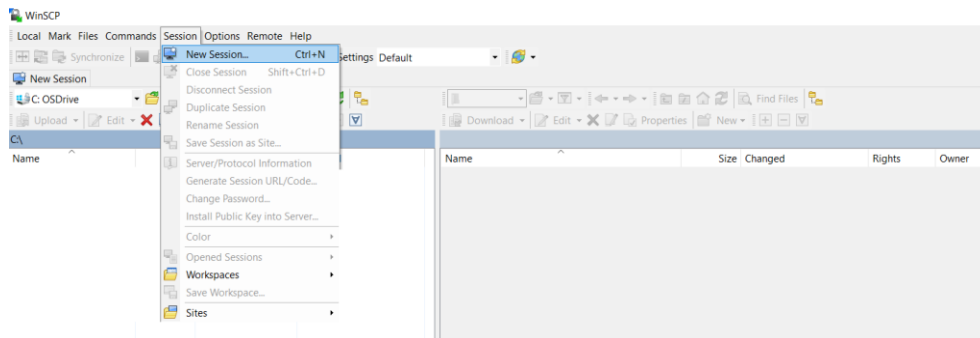 WinSCP
Local Mark Files Commands Session Options Remote Help
Synchronize Settings Default
New Session
C: OSDrive Find Files
Upload Edit Download Edit Properties New
C:\
Name Name Size Changed Rights Owner
New Session... Ctrl+N
Close Session Shift+Ctrl+D
Disconnect Session
Duplicate Session
Rename Session
Save Session as Site...
Server/Protocol Information
Generate Session URL/Code...
Change Password...
Install Public Key into Server...
Color
Opened Sessions
Workspaces
Save Workspace...
Sites